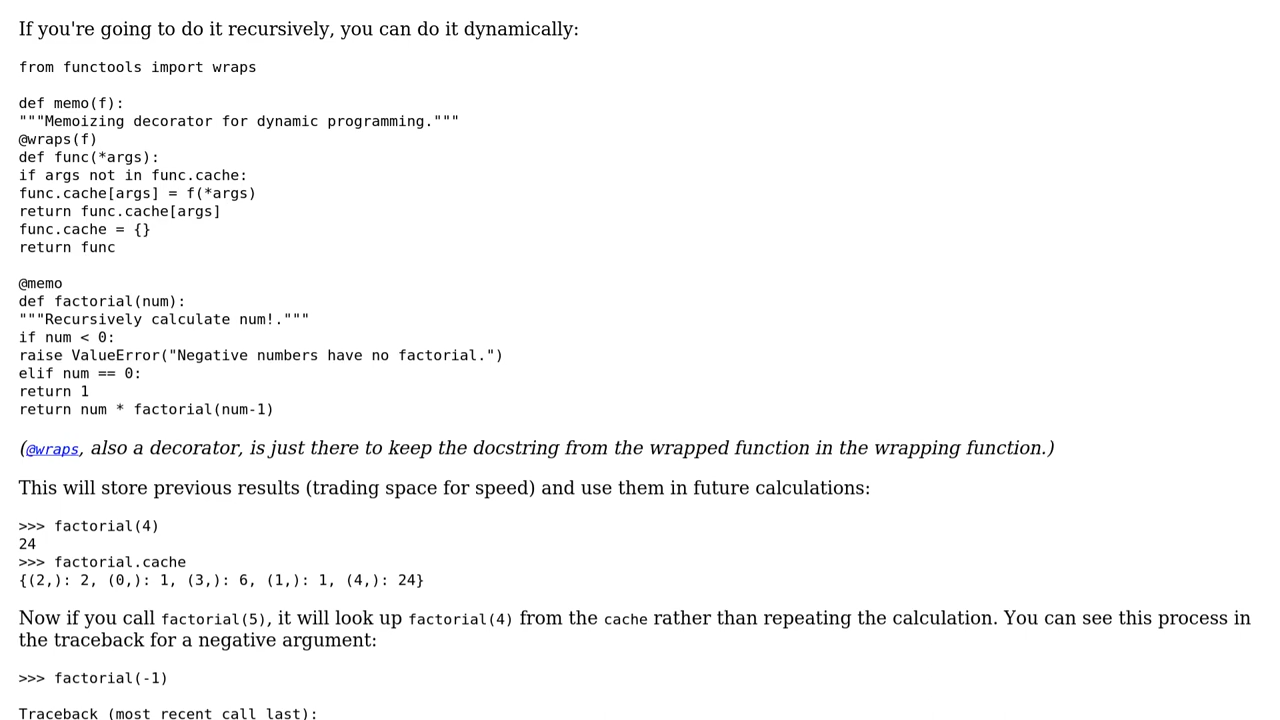 If you're going to do it recursively, you can do it dynamically:
from functools import wraps
def memo(f):
"""Memoizing decorator for dynamic programming."""
@wraps(f)
def func(*args):
if args not in func.cache:
func.cache[args] = f(*args)
return func.cache[args]
func.cache = {}
return func
@memo
def factorial(num):
"""Recursively calculate num!."""
if num < 0:
raise ValueError("Negative numbers have no factorial.")
elif num == 0:
return 1
return num * factorial(num-1)
(@wraps, also a decorator, is just there to keep the docstring from the wrapped function in the wrapping function.)
This will store previous results (trading space for speed) and use them in future calculations:
>>> factorial(4)
24
>>> factorial.cache
{(2,): 2, (0,): 1, (3,): 6, (1,): 1, (4,): 24}
Now if you call factorial(5), it will look up factorial(4) from the cache rather than repeating the calculation. You can see this process in
the traceback for a negative argument:
>>> factorial(-1)
Traceback (most recent call last):